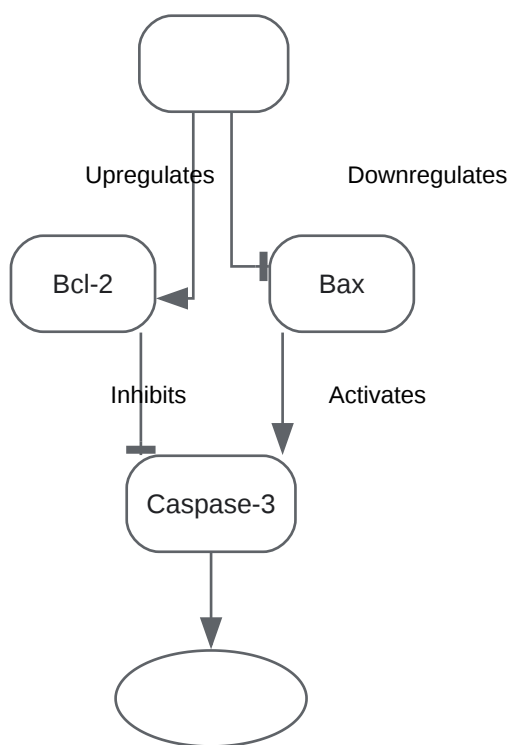 Upregulates
Downregulates
Bcl-2
Bax
Inhibits
Activates
Caspase-3